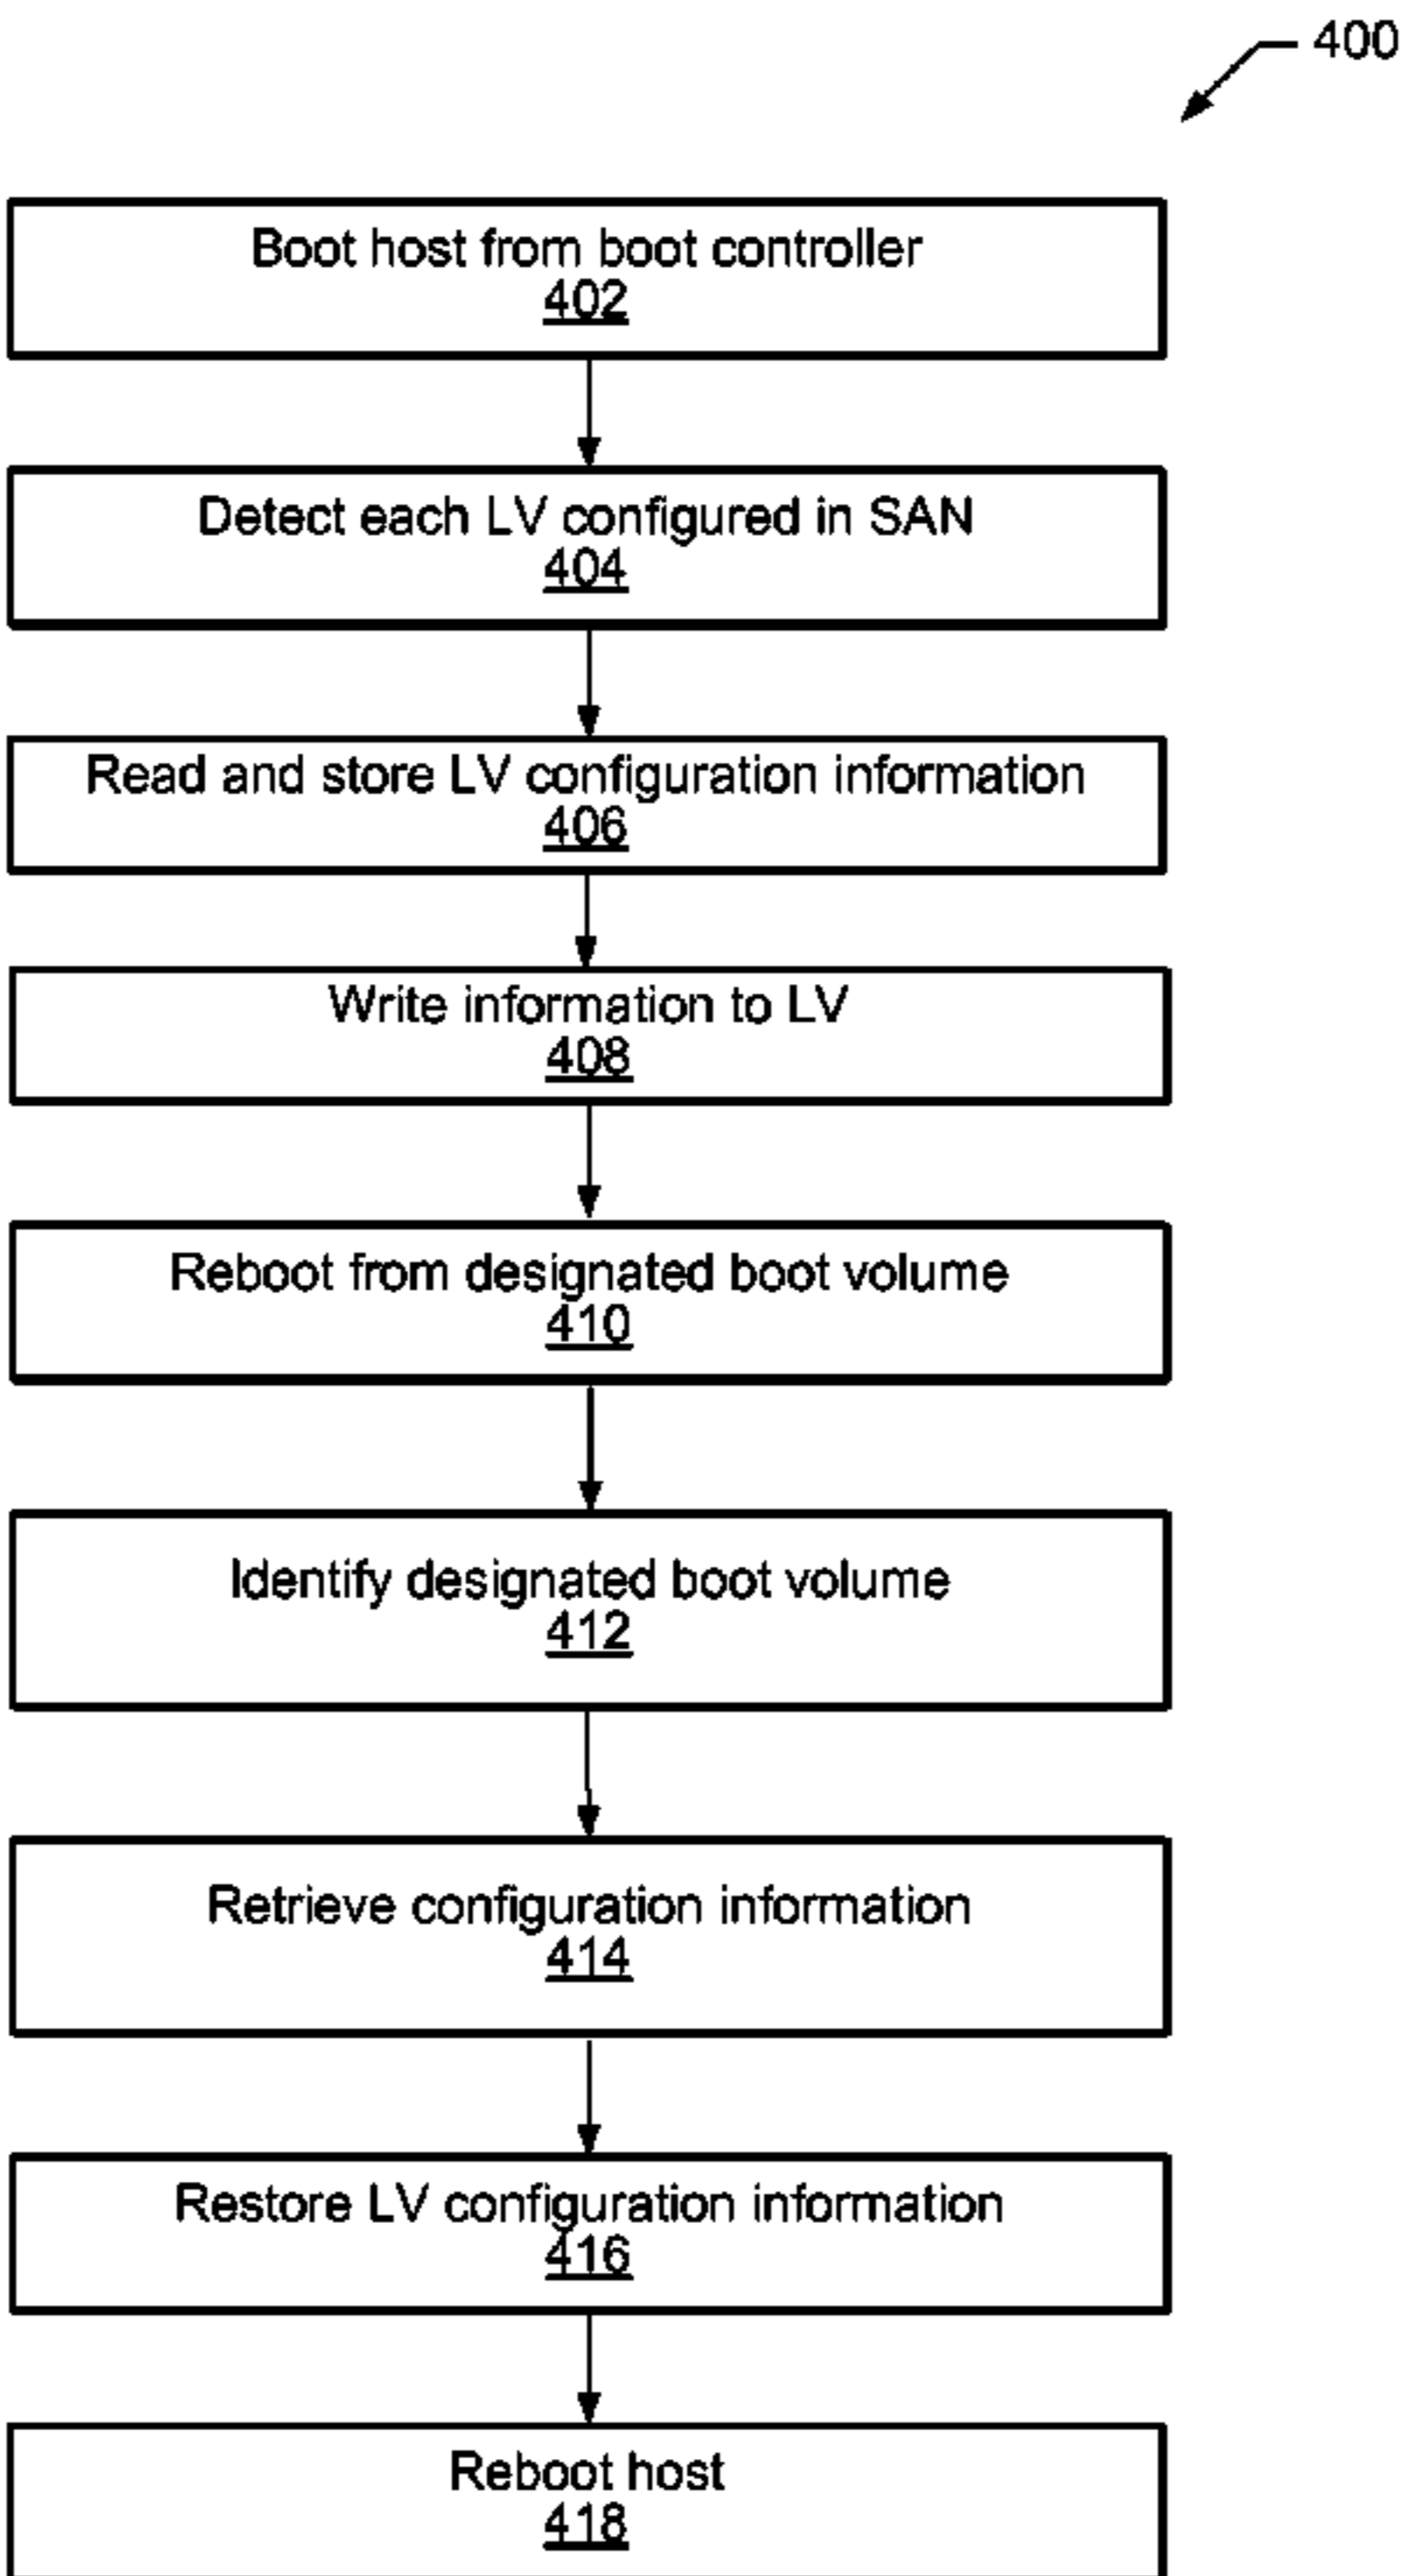 400
Boot host from boot controller
402
Detect each LV configured in SAN
404
Read and store LV configuration information
406
Write information to LV
408
Reboot from designated boot volume
410
Identify designated boot volume
412
Retrieve configuration information
414
Restore LV configuration information
416
Reboot host
418